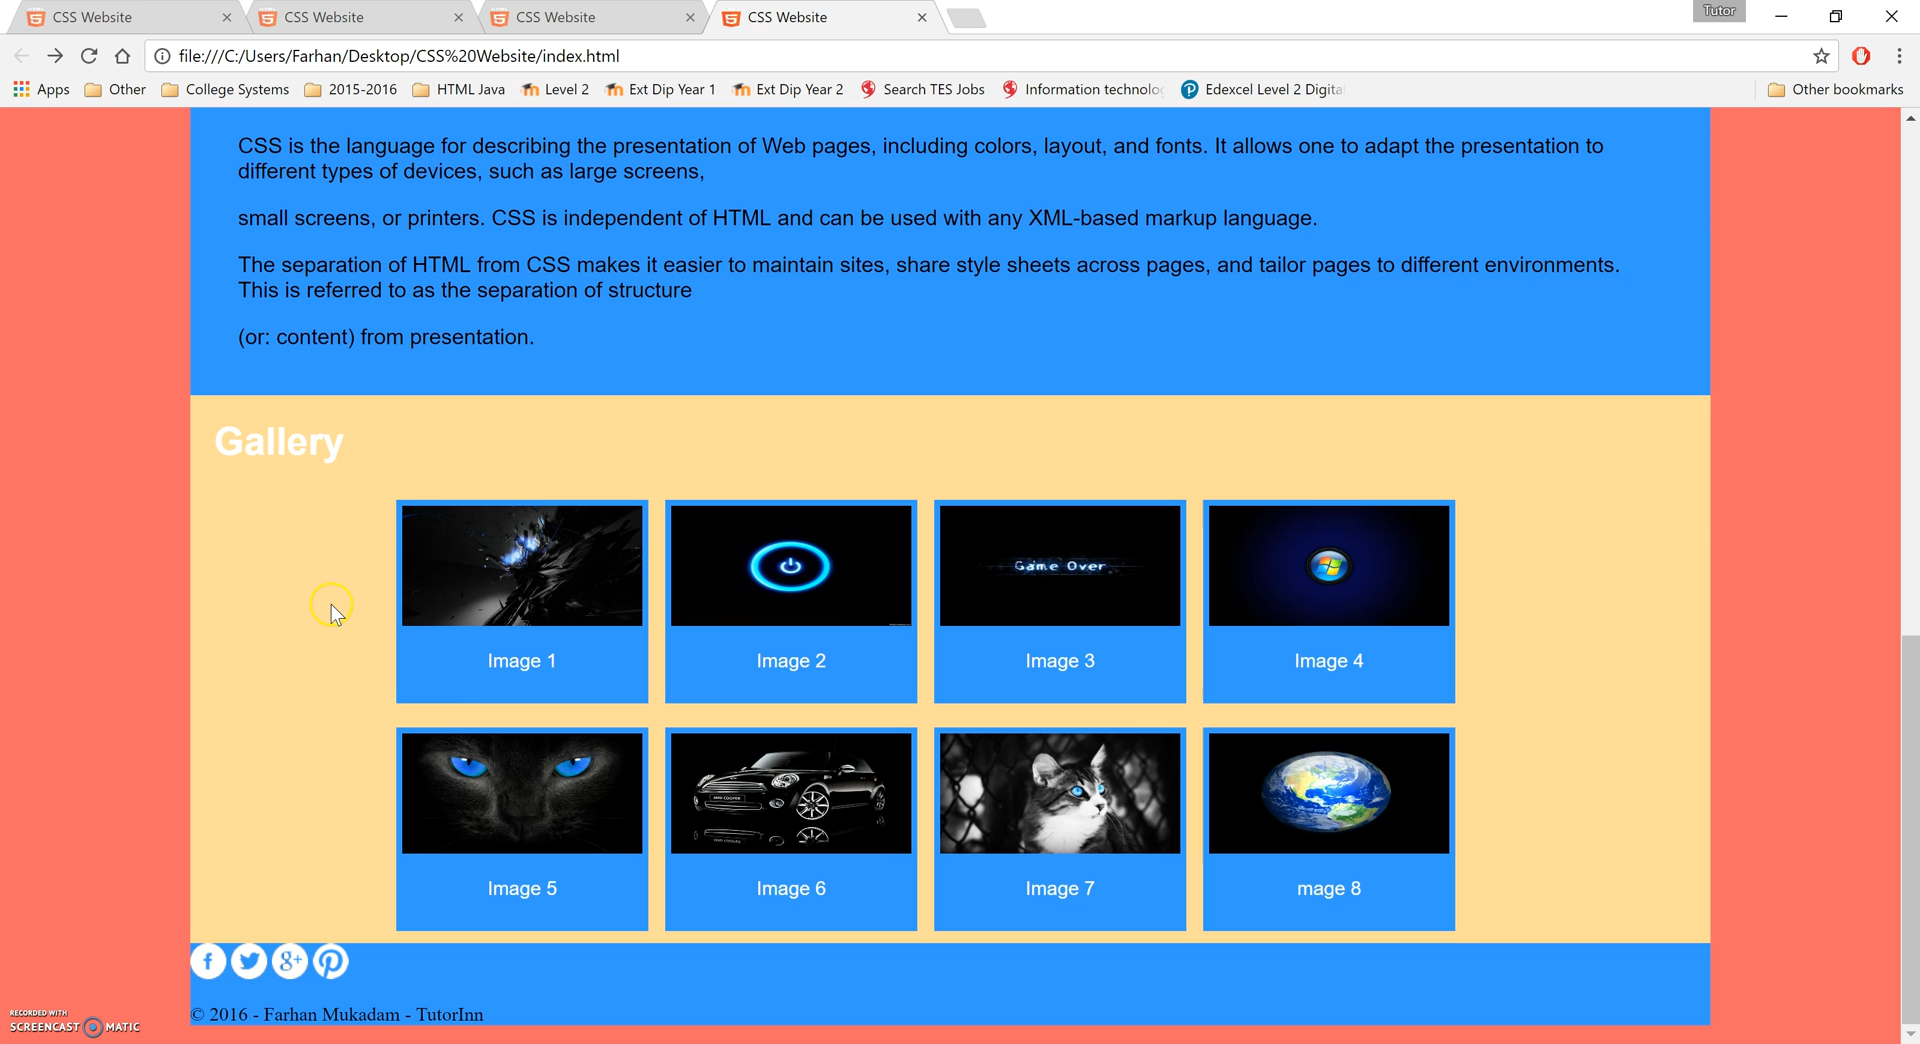 CSS Website
CSS Website
CSS Website
CSS Website
Tutor
file:///C:/Users/Farhan/Desktop/CSS%20Website/index.html
Apps Other College Systems 2015-2016 HTML Java Level 2 Ext Dip Year 1 Ext Dip Year 2 Search TES Jobs Information technolo Edexcel Level 2 Digita Other bookmarks
CSS is the language for describing the presentation of Web pages, including colors, layout, and fonts. It allows one to adapt the presentation to
different types of devices, such as large screens,
small screens, or printers. CSS is independent of HTML and can be used with any XML-based markup language.
The separation of HTML from CSS makes it easier to maintain sites, share style sheets across pages, and tailor pages to different environments.
This is referred to as the separation of structure
(or: content) from presentation.
Gallery
Game Over
Image 1
Image 2
Image 3
Image 4
MINI COOPER
Image 5
Image 6
Image 7
mage 8
© 2016 - Farhan Mukadam - TutorInn
RECORDED WITH
SCREENCAST MATIC